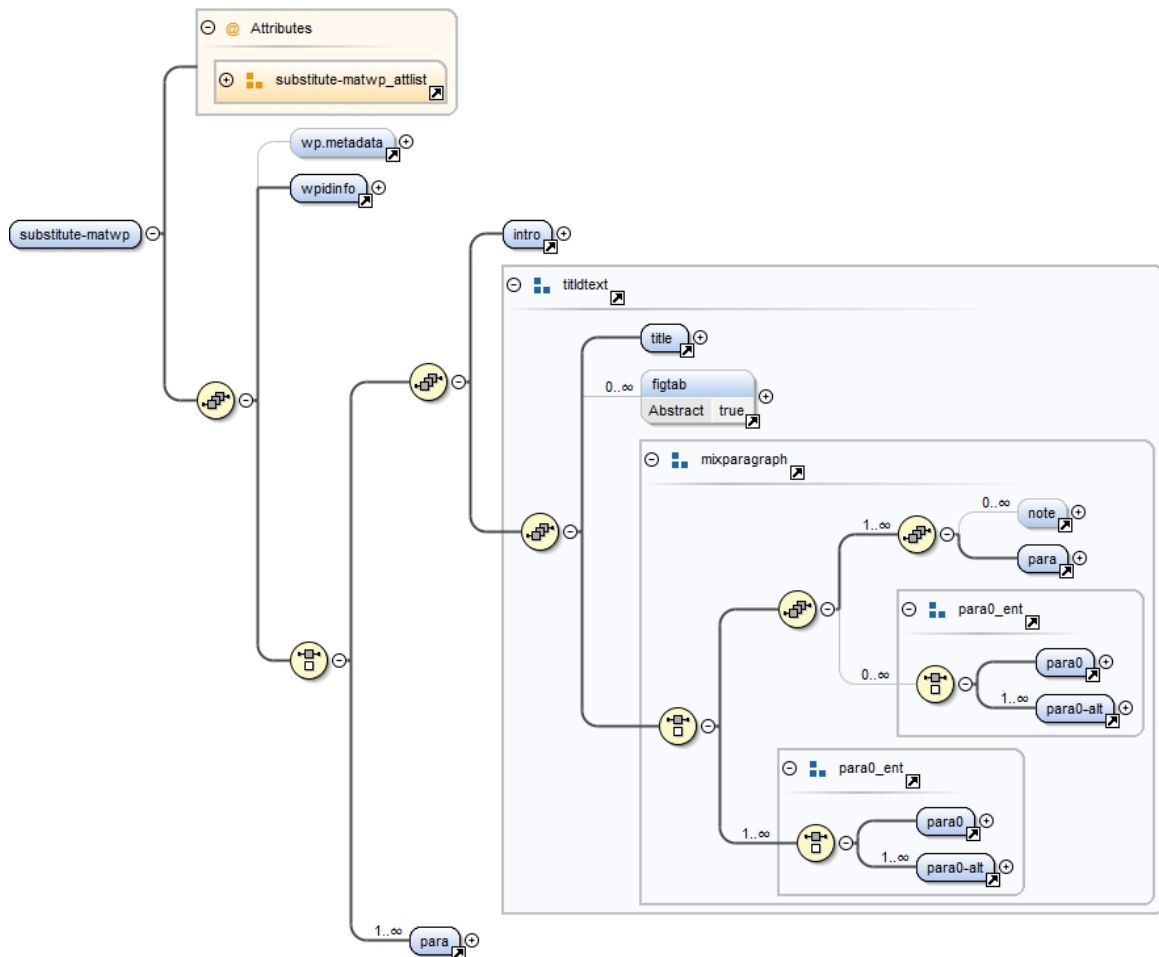 @ Attributes
substitute-matwp_attlist
wp.metadata
wpidinfo
substitute-matwp
intro
titldtext
title
0..∞
figtab
Abstract true
mixparagraph
0..∞
note
1..∞
para
para0_ent
para0
0..∞
1..∞
para0-alt
para0_ent
para0
1..∞
1..∞
para0-alt
1..∞
para